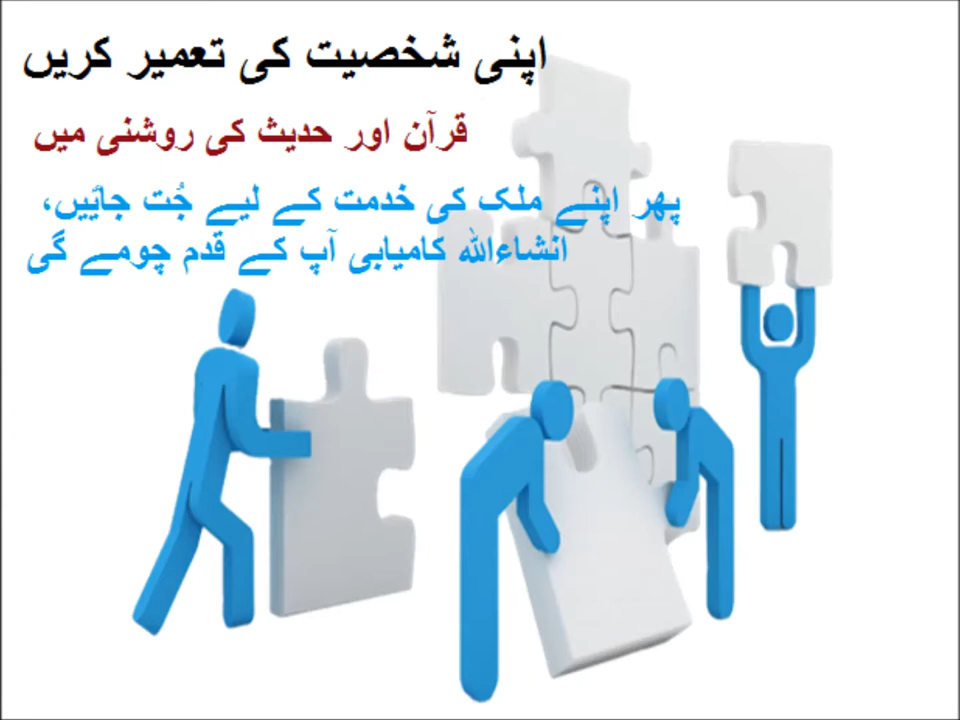 اپنی شخصیت کی تعمیر کریں
قرآن اور حدیث کی روشنی میں
پھر اپنے ملک کی خدمت کے لیے جُت جائیں،
انشاءاللہ کامیابی آپ کے قدم چومے گی